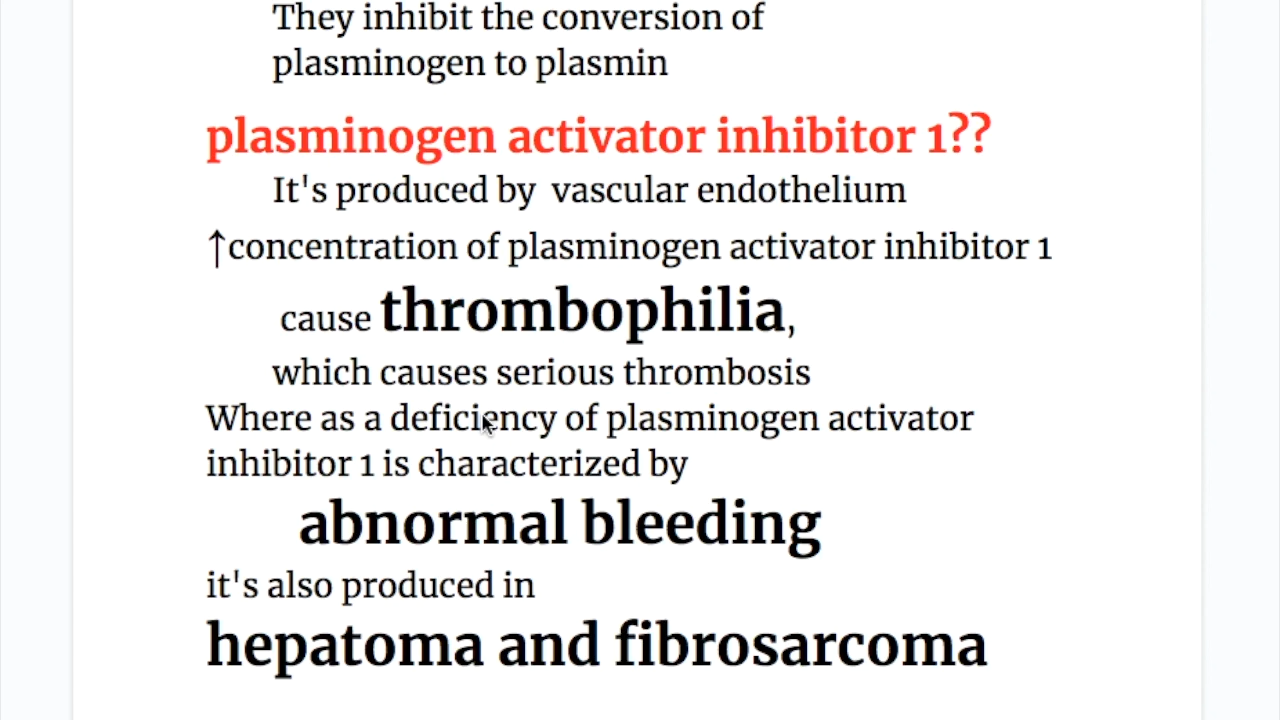 They inhibit the conversion of
plasminogen to plasmin
plasminogen activator inhibitor 1??
It's produced by  vascular endothelium
↑concentration of plasminogen activator inhibitor 1
cause thrombophilia,
which causes serious thrombosis
Where as a deficiency of plasminogen activator
inhibitor 1 is characterized by
abnormal bleeding
it's also produced in
hepatoma and fibrosarcoma